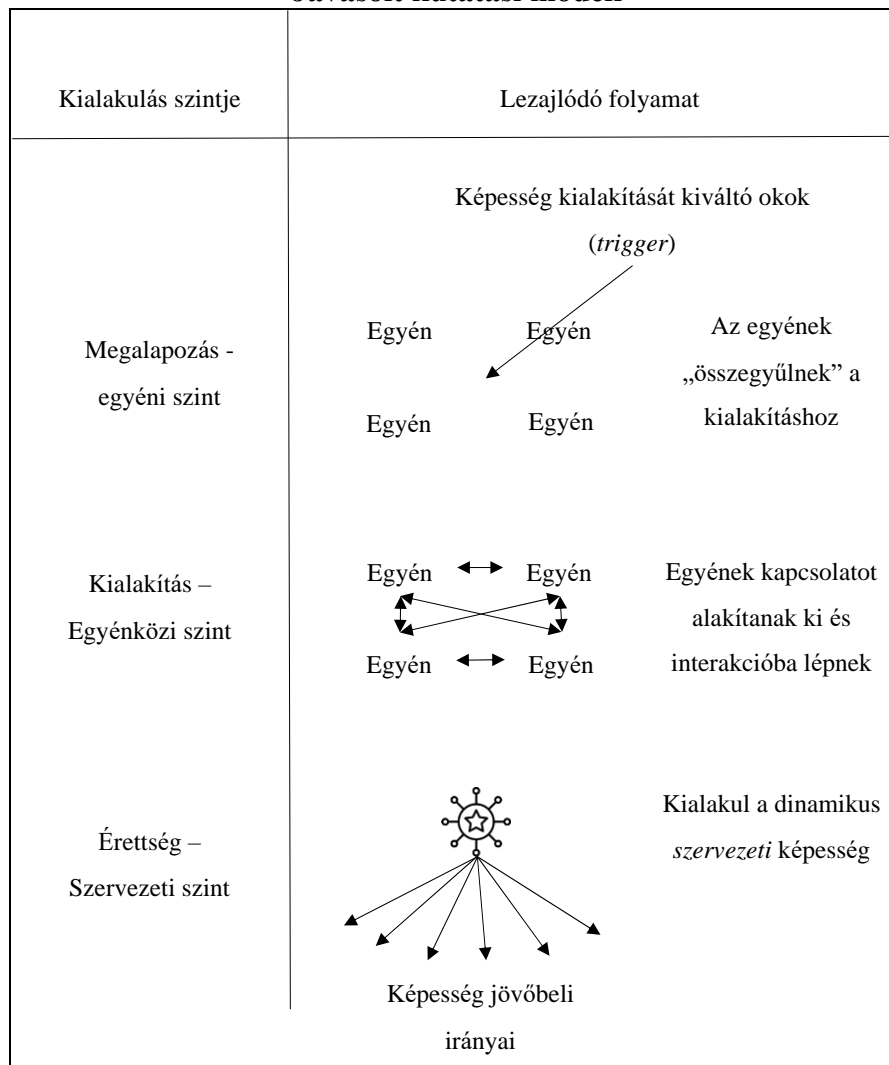 Kialakulás szintje
Lezajlódó folyamat
Képesség kialakítását kiváltó okok
(trigger)
Megalapozás -
egyéni szint
Egyén Egyén
Egyén Egyén
Az egyének
„összegyűlnek” a
kialakításhoz
Kialakítás –
Egyénközi szint
Egyén Egyén
Egyén Egyén
Egyének kapcsolatot
alakítanak ki és
interakcióba lépnek
Érettség –
Szervezeti szint
Kialakul a dinamikus
szervezeti képesség
Képesség jövőbeli
irányai